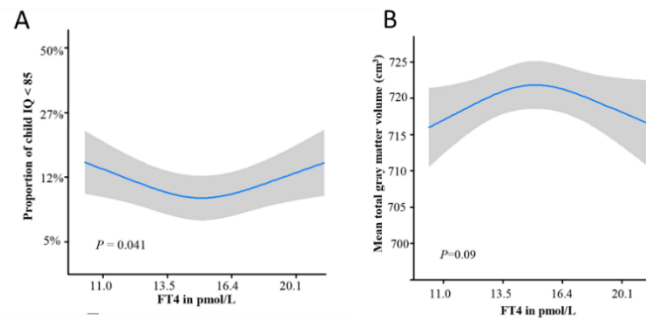 A
Proportion of child IQ < 85
50%
27%
12%
5%
P = 0.041
11.0 13.5 16.4 20.1
FT4 in pmol/L
B
Mean total gray matter volume (cm³)
725
720
715
710
705
700
P=0.09
11.0 13.5 16.4 20.1
FT4 in pmol/L